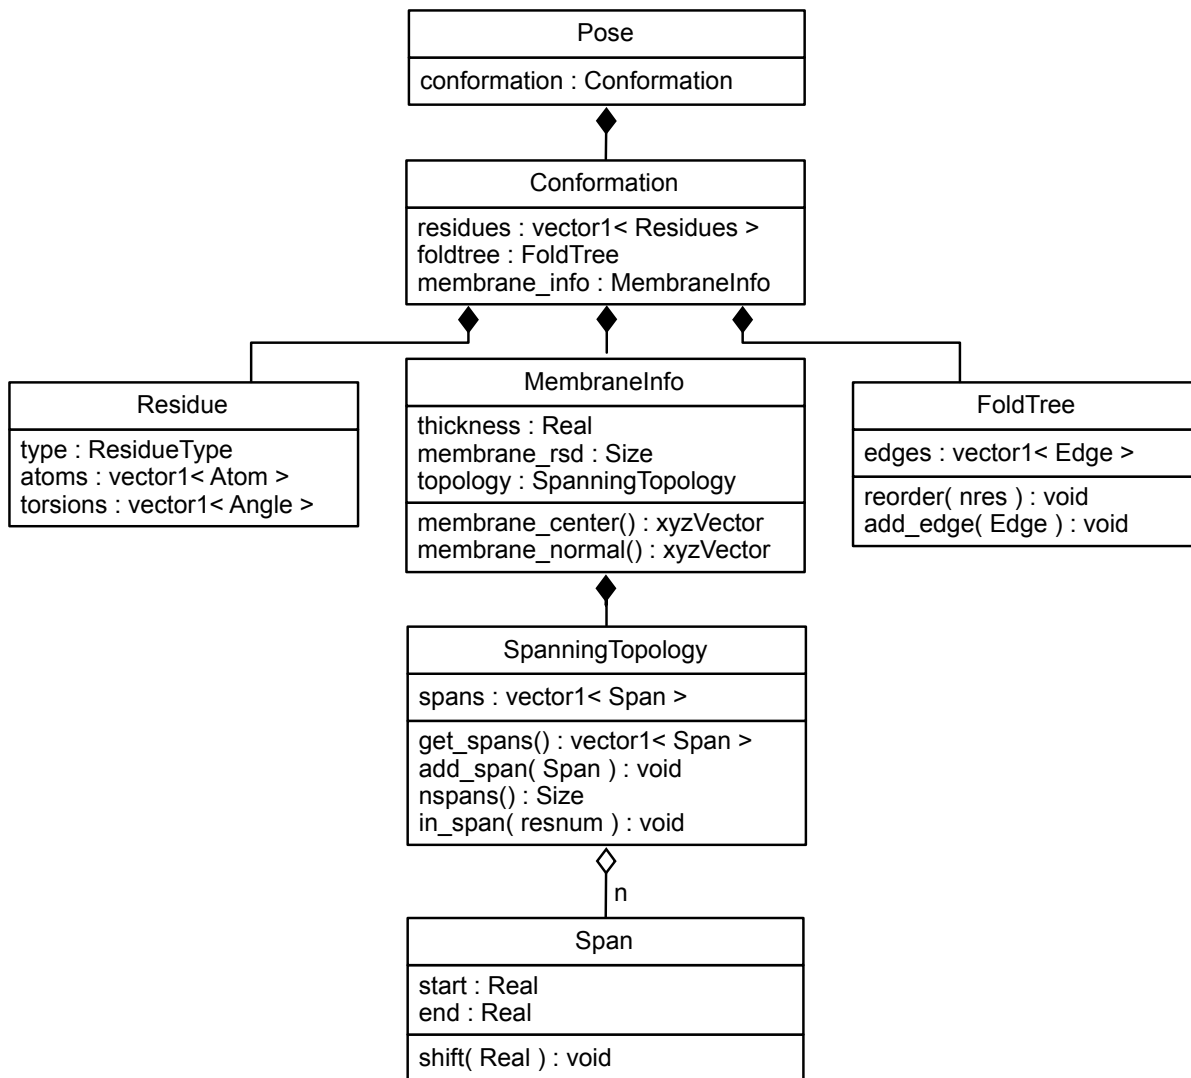 Pose
conformation : Conformation
Conformation
residues : vector1< Residues >
foldtree : FoldTree
membrane_info : MembraneInfo
Residue
type : ResidueType
atoms : vector1< Atom >
torsions : vector1< Angle >
MembraneInfo
thickness : Real
membrane_rsd : Size
topology : SpanningTopology
membrane_center() : xyzVector
membrane_normal() : xyzVector
FoldTree
edges : vector1< Edge >
reorder( nres ) : void
add_edge( Edge ) : void
SpanningTopology
spans : vector1< Span >
get_spans() : vector1< Span >
add_span( Span ) : void
nspans() : Size
in_span( resnum ) : void
n
Span
start : Real
end : Real
shift( Real ) : void